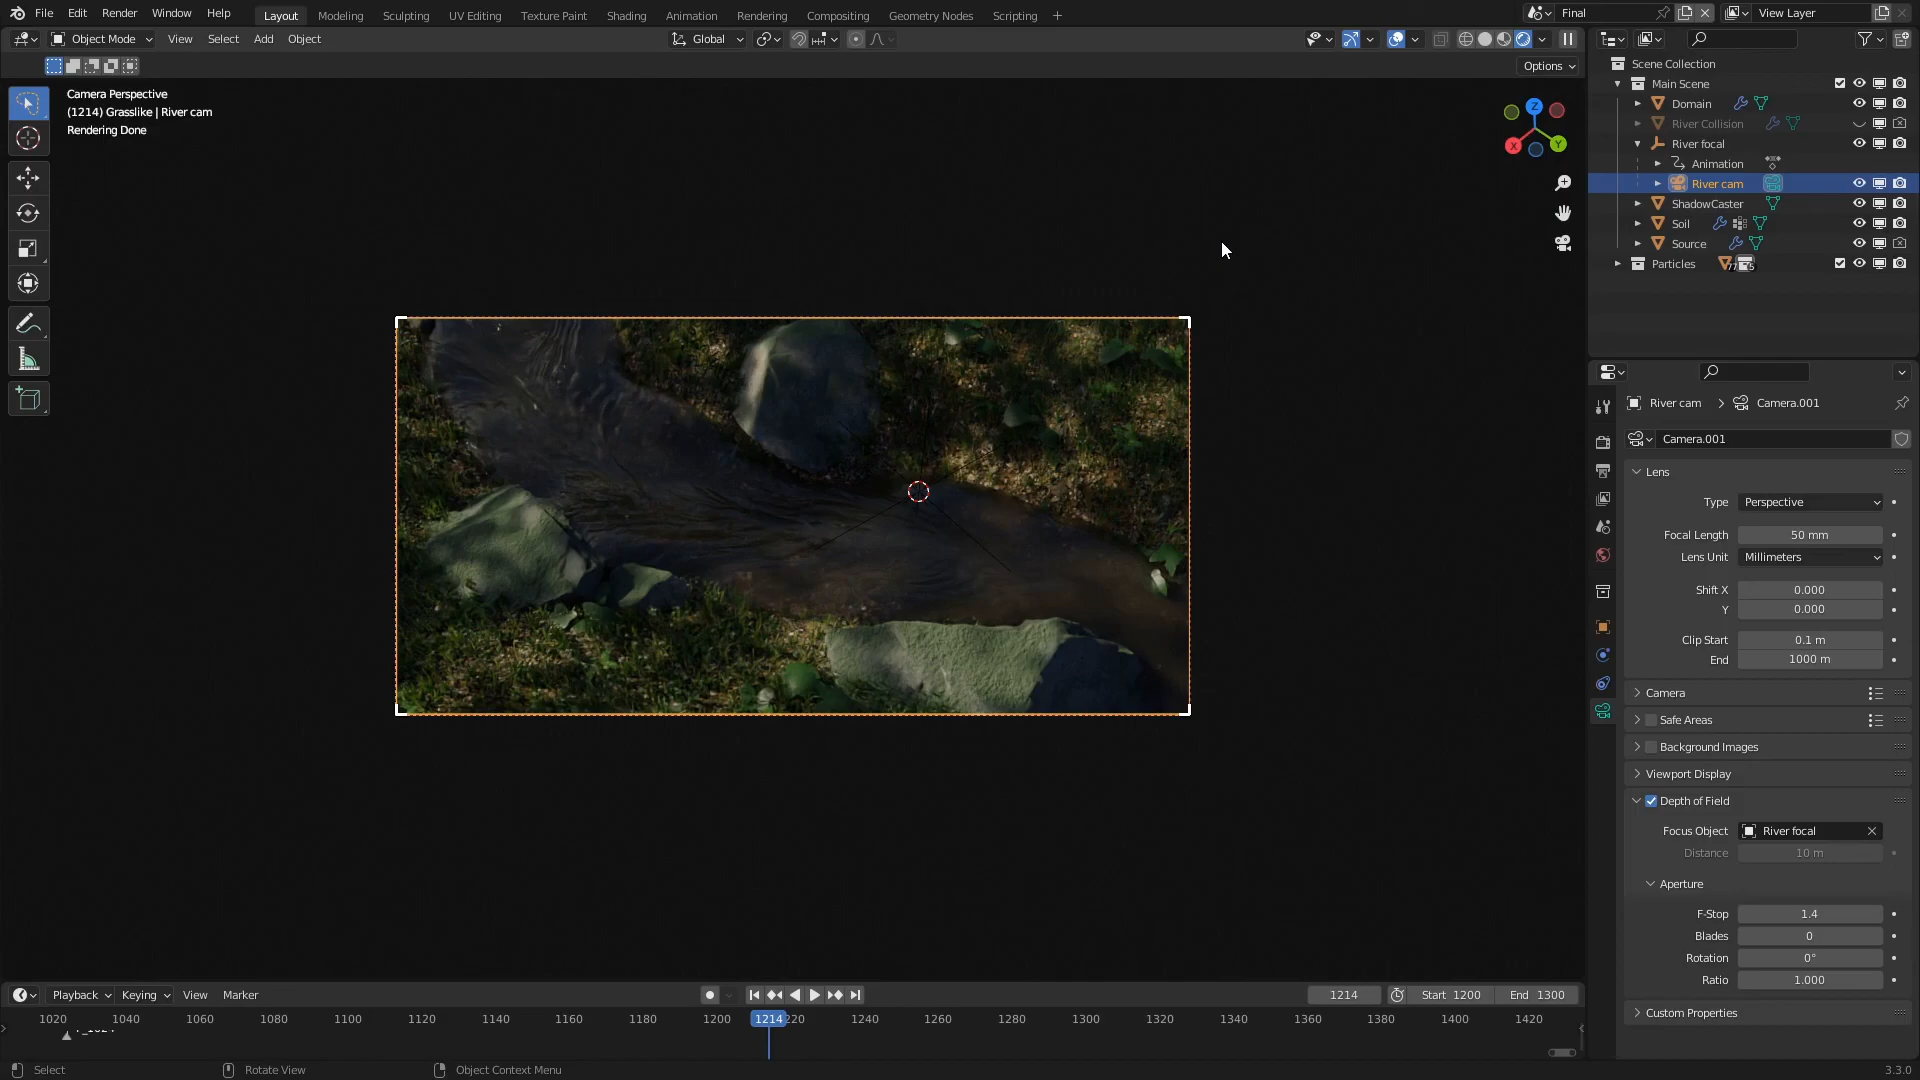 File Edit Render Window Help Layout Modeling Sculpting UV Editing Texture Paint Shading Animation Rendering Compositing Geometry Nodes Scripting + Final View Layer
Object Mode View Select Add Object Global
Options
Camera Perspective
(1214) Grasslike | River cam
Rendering Done
Z
X
Y
Scene Collection
Main Scene
Domain
River Collision
River focal
Animation
River cam
ShadowCaster
Soil
Source
Particles
River cam > Camera.001
Camera.001
Lens
Type Perspective
Focal Length 50 mm
Lens Unit Millimeters
Shift X 0.000
Y 0.000
Clip Start 0.1 m
End 1000 m
Camera
Safe Areas
Background Images
Viewport Display
Depth of Field
Focus Object River focal
Distance 10 m
Aperture
F-Stop 1.4
Blades 0
Rotation 0°
Ratio 1.000
Custom Properties
Playback Keying View Marker 1214 Start 1200 End 1300
1020 1040 1060 1080 1100 1120 1140 1160 1180 1200 1214 220 1240 1260 1280 1300 1320 1340 1360 1380 1400 1420
Select Rotate View Object Context Menu 3.3.0